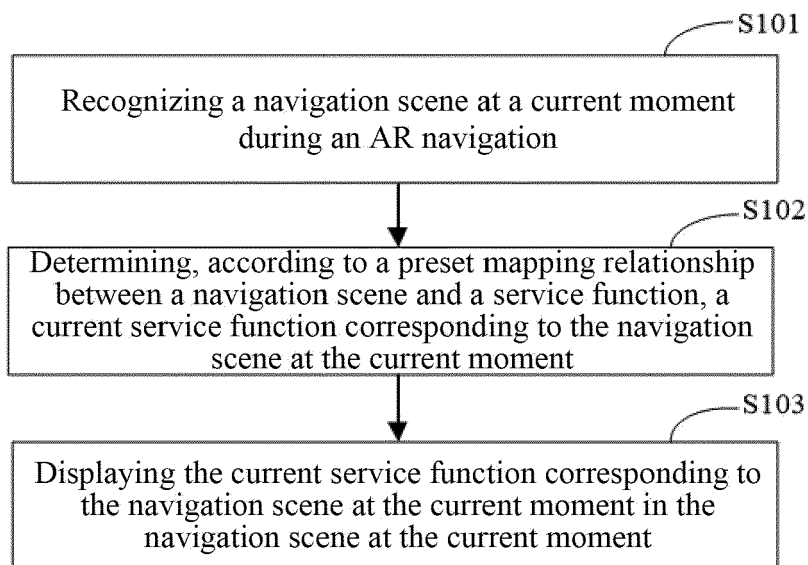 S101
Recognizing a navigation scene at a current moment
during an AR navigation
S102
Determining, according to a preset mapping relationship
between a navigation scene and a service function, a
current service function corresponding to the navigation
scene at the current moment
S103
Displaying the current service function corresponding to
the navigation scene at the current moment in the
navigation scene at the current moment